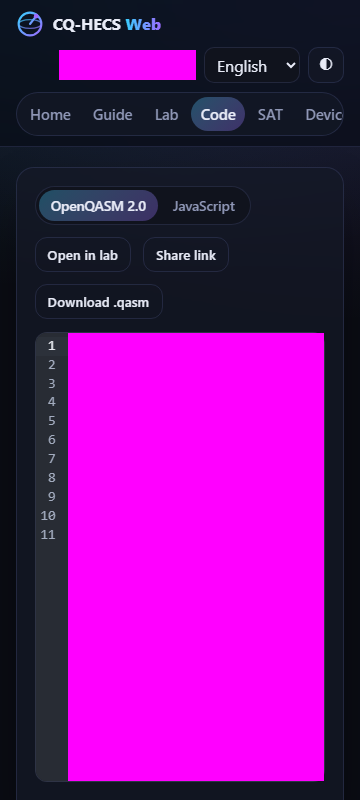 CQ-HECS Web
English
Home Guide Lab Code SAT Devic
OpenQASM 2.0 JavaScript
Open in lab Share link
Download .qasm
1
2
3
4
5
6
7
8
9
10
11